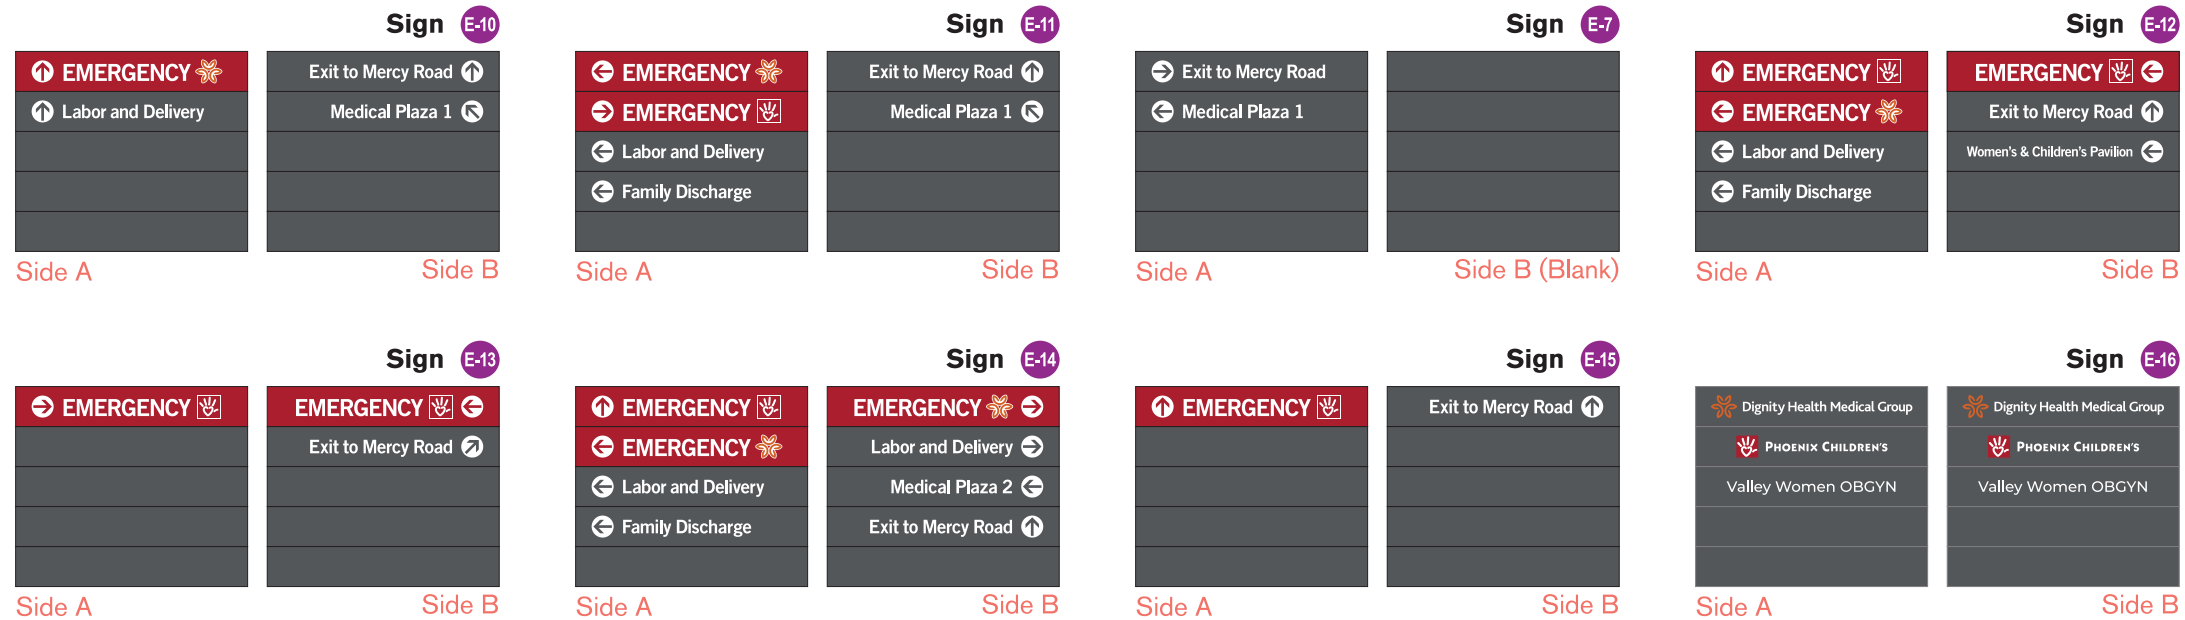 Sign E-10
EMERGENCY
Labor and Delivery
Side A
Exit to Mercy Road
Medical Plaza 1
Side B
Sign E-11
EMERGENCY
EMERGENCY
Labor and Delivery
Family Discharge
Side A
Exit to Mercy Road
Medical Plaza 1
Side B
Sign E-7
Exit to Mercy Road
Medical Plaza 1
Side A
Side B (Blank)
Sign E-12
EMERGENCY
EMERGENCY
Labor and Delivery
Family Discharge
Side A
EMERGENCY
Exit to Mercy Road
Women's & Children's Pavilion
Side B
Sign E-13
EMERGENCY
Side A
EMERGENCY
Exit to Mercy Road
Side B
Sign E-14
EMERGENCY
EMERGENCY
Labor and Delivery
Family Discharge
Side A
EMERGENCY
Labor and Delivery
Medical Plaza 2
Exit to Mercy Road
Side B
Sign E-15
EMERGENCY
Side A
Exit to Mercy Road
Side B
Sign E-16
Dignity Health Medical Group
PHOENIX CHILDREN'S
Valley Women OBGYN
Side A
Dignity Health Medical Group
PHOENIX CHILDREN'S
Valley Women OBGYN
Side B